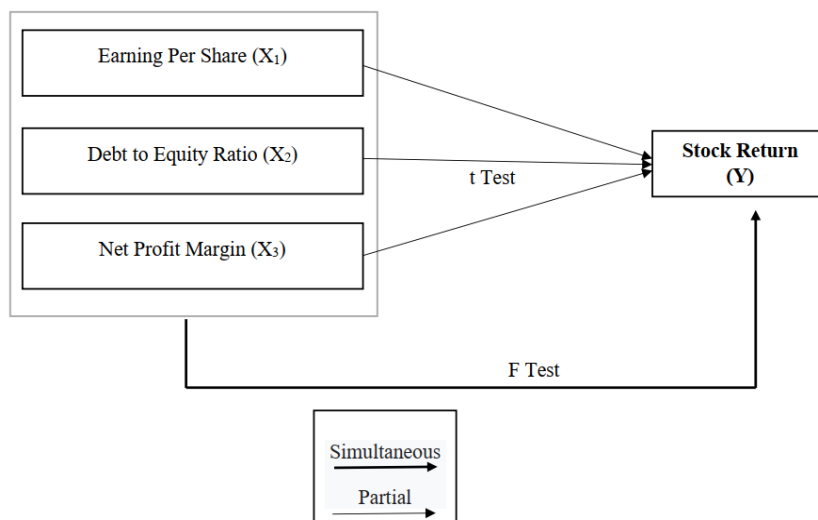 Earning Per Share (X₁)
Debt to Equity Ratio (X₂)
Net Profit Margin (X₃)
t Test
Stock Return
(Y)
F Test
Simultaneous
Partial